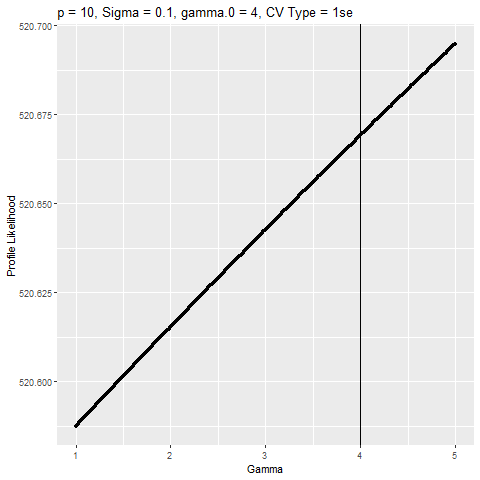 p = 10, Sigma = 0.1, gamma.0 = 4, CV Type = 1se
520.700
520.675
520.650
520.625
520.600
Profile Likelihood
1 2 3 4 5
Gamma